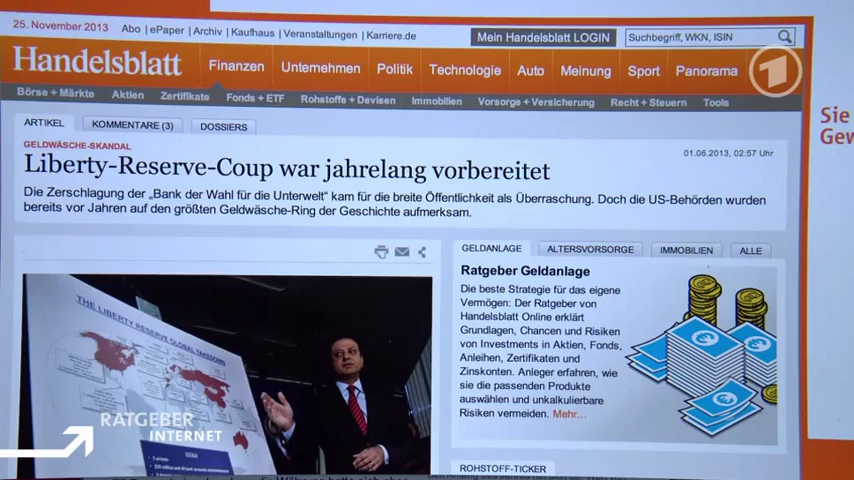 25. November 2013 Abo | ePaper | Archiv | Kaufhaus | Veranstaltungen | Karriere.de
Mein Handelsblatt LOGIN
Suchbegriff, WKN, ISIN
Handelsblatt
Finanzen Unternehmen Politik Technologie Auto Meinung Sport Panorama
1
Börse + Märkte Aktien Zertifikate Fonds + ETF Rohstoffe + Devisen Immobilien Vorsorge + Versicherung Recht + Steuern Tools
Sie
Gew
ARTIKEL KOMMENTARE (3) DOSSIERS
GELDWÄSCHE-SKANDAL
01.06.2013, 02:57 Uhr
Liberty-Reserve-Coup war jahrelang vorbereitet
Die Zerschlagung der „Bank der Wahl für die Unterwelt" kam für die breite Öffentlichkeit als Überraschung. Doch die US-Behörden wurden
bereits vor Jahren auf den größten Geldwäsche-Ring der Geschichte aufmerksam.
GELDANLAGE ALTERSVORSORGE IMMOBILIEN ALLE
Ratgeber Geldanlage
Die beste Strategie für das eigene
Vermögen: Der Ratgeber von
Handelsblatt Online erklärt
Grundlagen, Chancen und Risiken
von Investments in Aktien, Fonds,
Anleihen, Zertifikaten und
Zinskonten. Anleger erfahren, wie
sie die passenden Produkte
auswählen und unkalkulierbare
Risiken vermeiden. Mehr...
THE LIBERTY RESERVE GLOBAL TAKEDOWN
RATGEBER
INTERNET
ROHSTOFF-TICKER